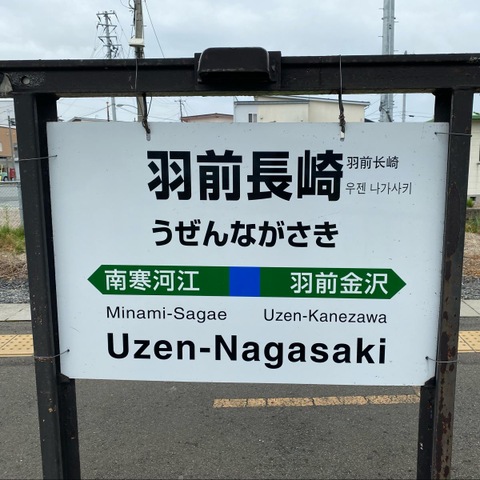 羽前長崎
羽前长崎
우젠 나가사키
うぜんながさき
南寒河江 羽前金沢
Minami-Sagae Uzen-Kanezawa
Uzen-Nagasaki